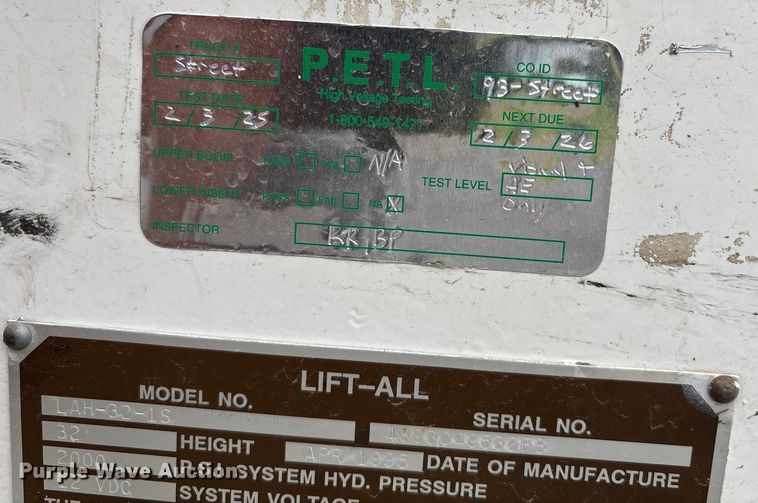 P.E.T.L.
High Voltage Testing
1-800-548-1477
TRUCK # Street
CO ID 93-Street
TEST DATE 2/3/25
NEXT DUE 2/3/26
UPPER BOOM PASS FAIL N/A
Visual +
TEST LEVEL AE
only
LOWER INSERT PASS FAIL NA X
INSPECTOR KR, BP
LIFT-ALL
MODEL NO. LAH-32-1S
SERIAL NO.
32 HEIGHT
APR 1995 DATE OF MANUFACTURE
2000 P.S.I. SYSTEM HYD. PRESSURE
12 VDC SYSTEM VOLTAGE
THE
Purple Wave Auction